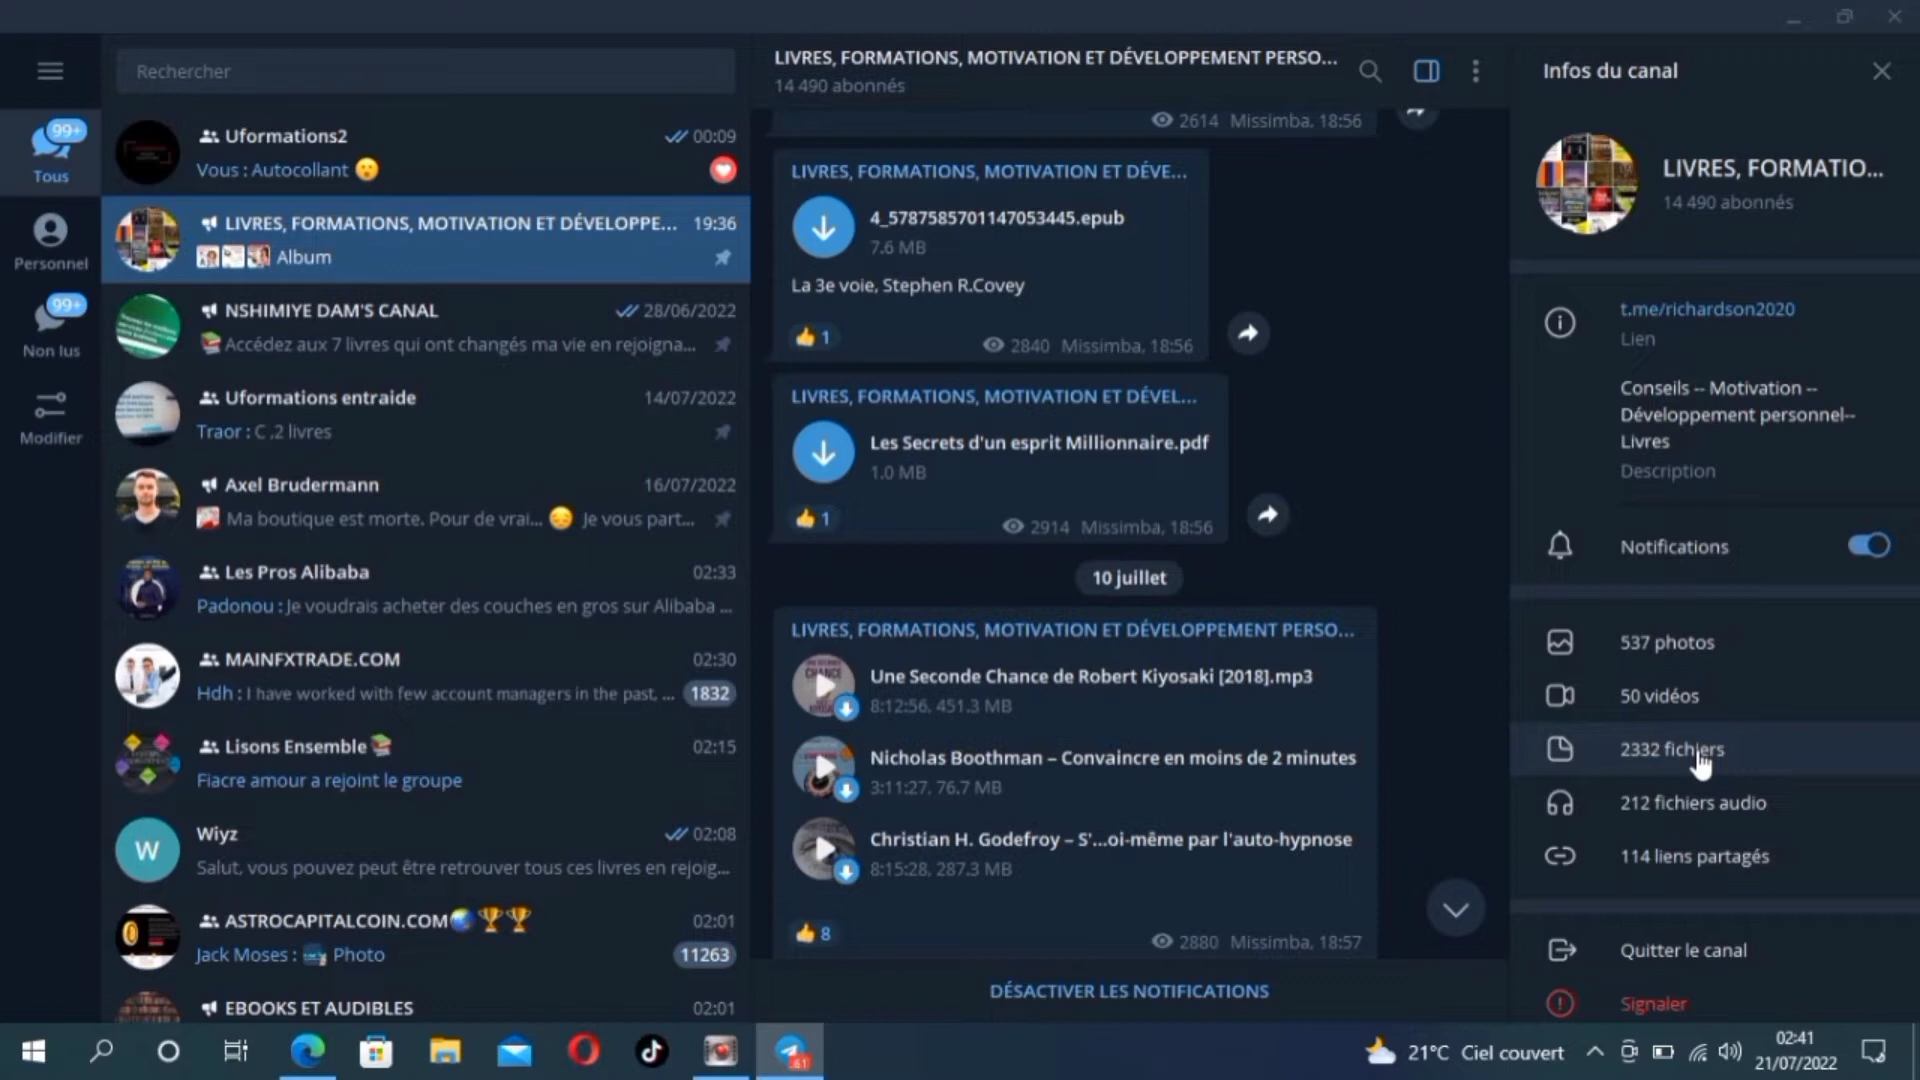 Rechercher
99+
Tous
Personnel
99+
Non lus
Modifier
Uformations2
00:09
Vous : Autocollant 😮
LIVRES, FORMATIONS, MOTIVATION ET DÉVELOPPE...
19:36
Album
NSHIMIYE DAM'S CANAL
28/06/2022
📚Accédez aux 7 livres qui ont changés ma vie en rejoigna...
Uformations entraide
14/07/2022
Traor : C ,2 livres
Axel Brudermann
16/07/2022
Ma boutique est morte. Pour de vrai... 😔 Je vous part...
Les Pros Alibaba
02:33
Padonou : Je voudrais acheter des couches en gros sur Alibaba ...
MAINFXTRADE.COM
02:30
Hdh : I have worked with few account managers in the past, ...
1832
Lisons Ensemble📚
02:15
Fiacre amour a rejoint le groupe
W
Wiyz
02:08
Salut, vous pouvez peut être retrouver tous ces livres en rejoig...
ASTROCAPITALCOIN.COM🌏🏆🏆
02:01
Jack Moses : Photo
11263
EBOOKS ET AUDIBLES
02:01
LIVRES, FORMATIONS, MOTIVATION ET DÉVELOPPEMENT PERSO...
14 490 abonnés
2614 Missimba, 18:56
LIVRES, FORMATIONS, MOTIVATION ET DÉVE...
4_5787585701147053445.epub
7.6 MB
La 3e voie, Stephen R.Covey
👍 1
2840 Missimba, 18:56
LIVRES, FORMATIONS, MOTIVATION ET DÉVEL...
Les Secrets d'un esprit Millionnaire.pdf
1.0 MB
👍 1
2914 Missimba, 18:56
10 juillet
LIVRES, FORMATIONS, MOTIVATION ET DÉVELOPPEMENT PERSO...
Une Seconde Chance de Robert Kiyosaki [2018].mp3
8:12:56, 451.3 MB
Nicholas Boothman – Convaincre en moins de 2 minutes
3:11:27, 76.7 MB
Christian H. Godefroy – S'...oi-même par l'auto-hypnose
8:15:28, 287.3 MB
👍 8
2880 Missimba, 18:57
DÉSACTIVER LES NOTIFICATIONS
Infos du canal
LIVRES, FORMATIO...
14 490 abonnés
t.me/richardson2020
Lien
Conseils -- Motivation --
Développement personnel--
Livres
Description
Notifications
537 photos
50 vidéos
2332 fichiers
212 fichiers audio
114 liens partagés
Quitter le canal
Signaler
61
21°C Ciel couvert
02:41
21/07/2022